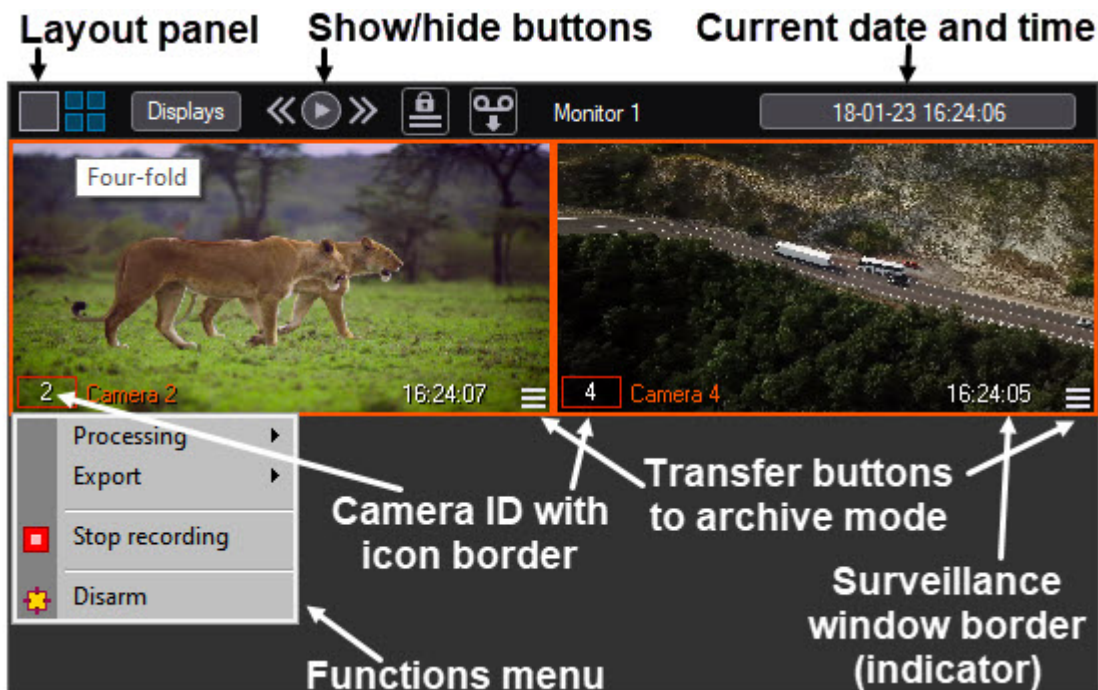 Layout panel
Show/hide buttons
Current date and time
Displays
Monitor 1
18-01-23 16:24:06
Four-fold
2
Camera 2
16:24:07
4
Camera 4
16:24:05
Processing
Export
Stop recording
Disarm
Camera ID with
icon border
Transfer buttons
to archive mode
Surveillance
window border
(indicator)
Functions menu